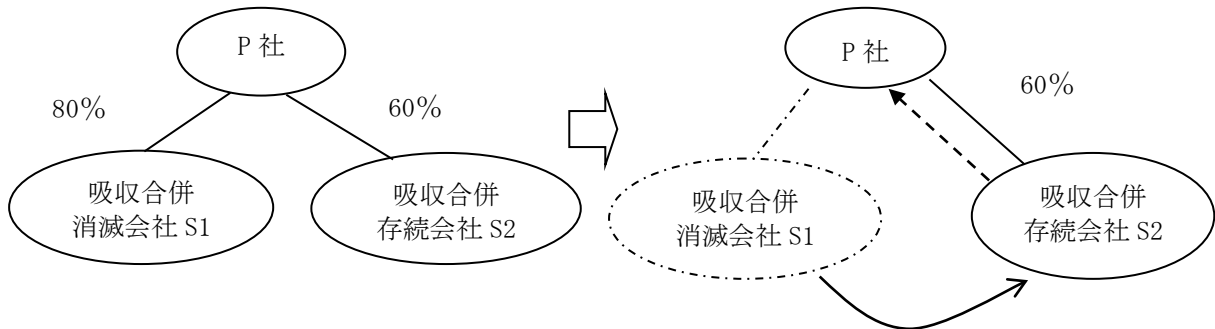 P 社
80%
60%
吸収合併
消滅会社 S1
吸収合併
存続会社 S2
P 社
60%
吸収合併
消滅会社 S1
吸収合併
存続会社 S2